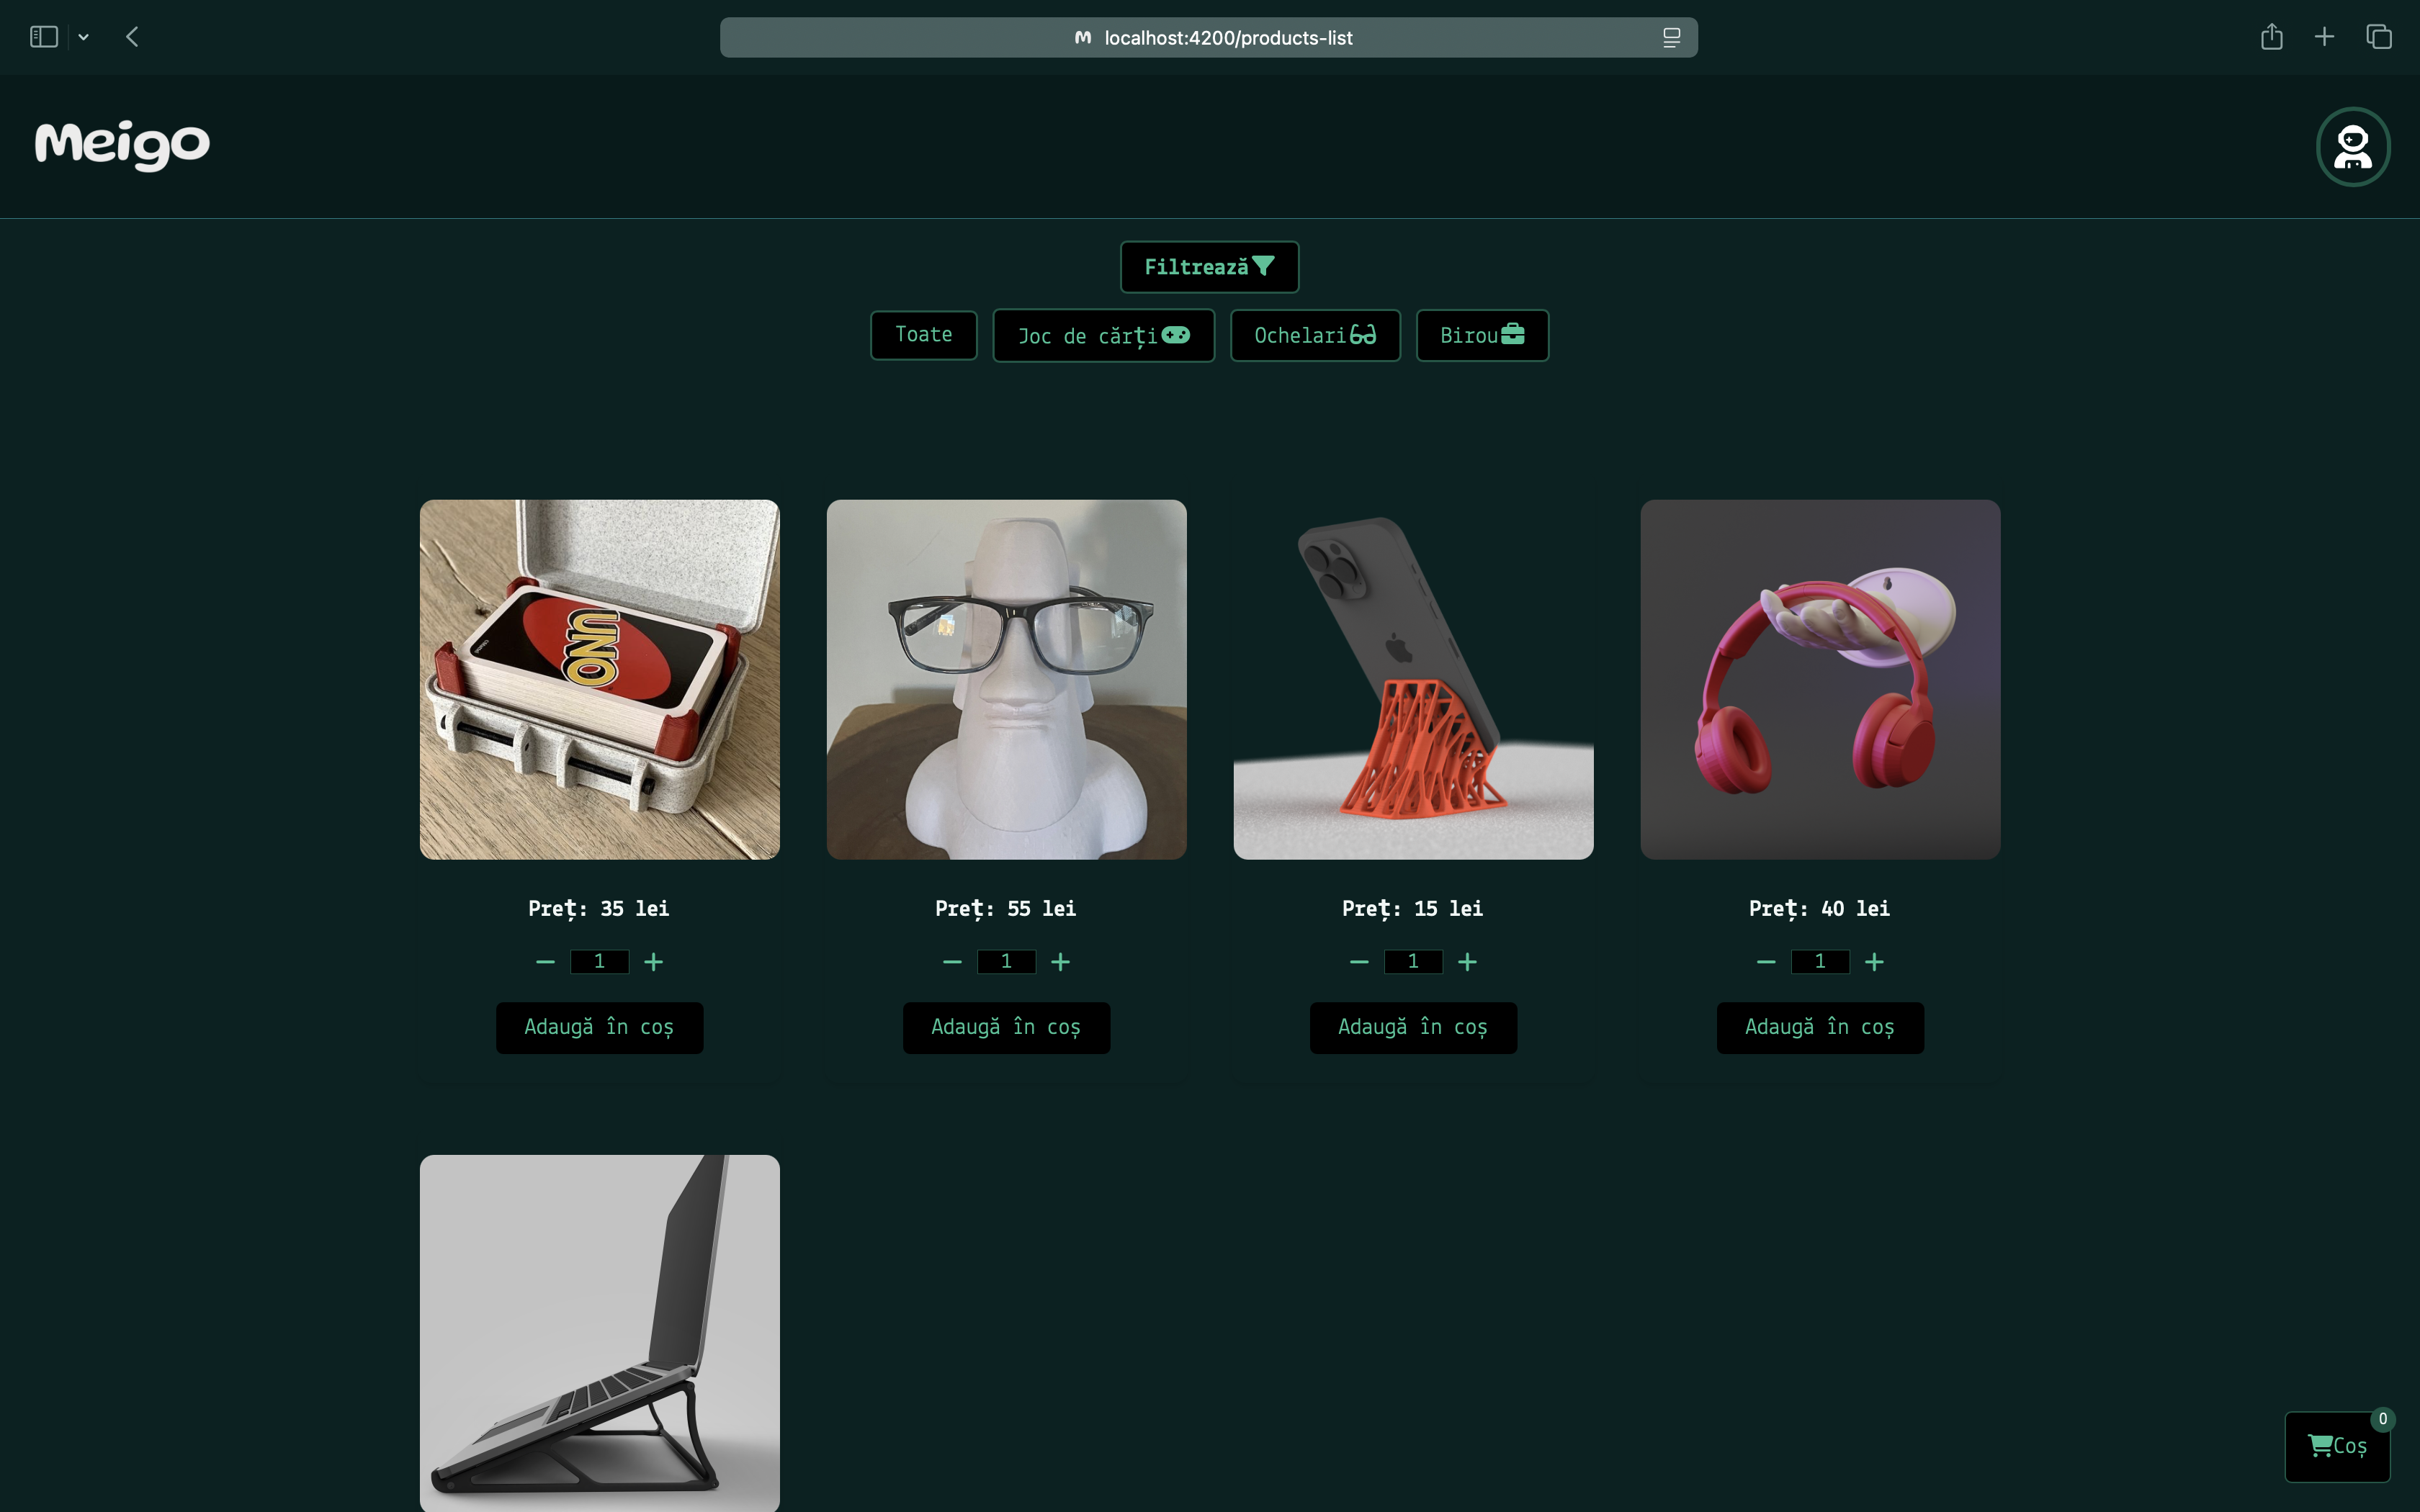 localhost:4200/products-list
Meigo
Filtrează
Toate
Joc de cărți
Ochelari
Birou
UNO
Preț: 35 lei
Preț: 55 lei
Preț: 15 lei
Preț: 40 lei
1
1
1
1
Adaugă în coș
Adaugă în coș
Adaugă în coș
Adaugă în coș
0
Coș